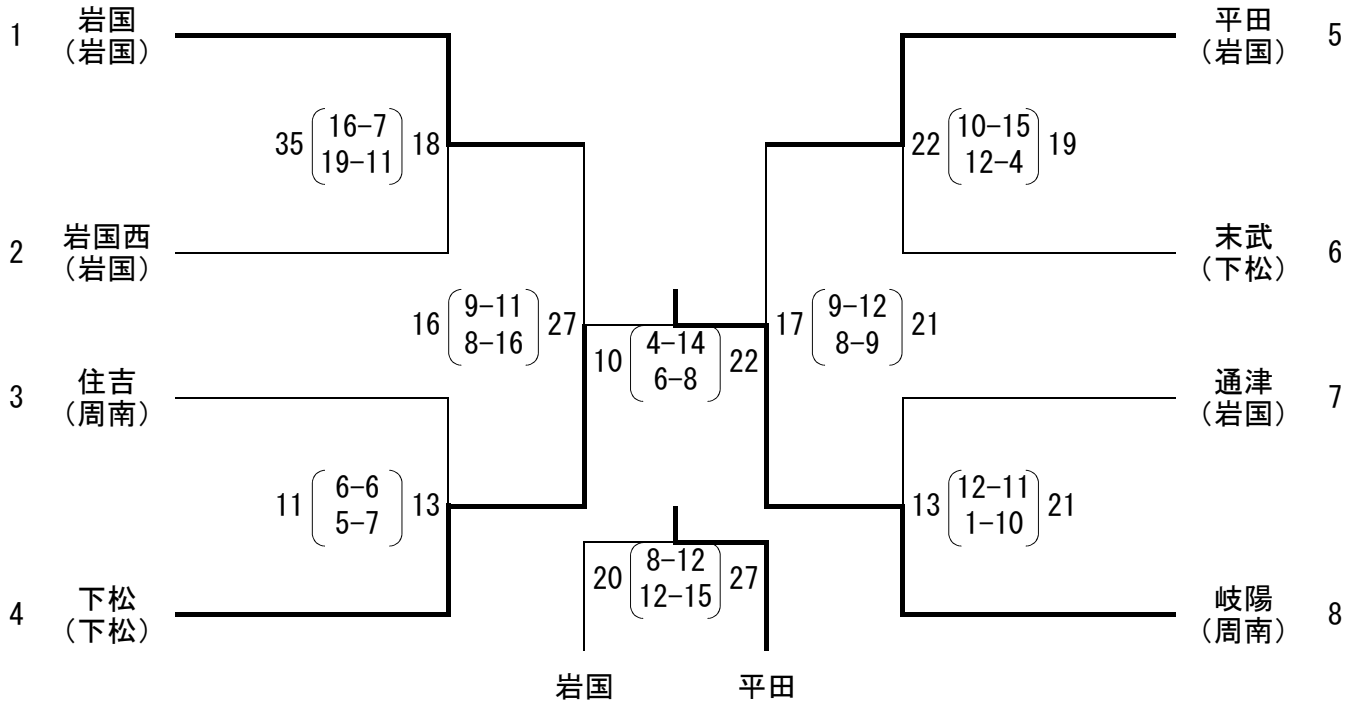 1 岩国
(岩国)
平田 5
(岩国)
35 16-7 18
19-11
22 10-15 19
12-4
2 岩国西
(岩国)
末武 6
(下松)
16 9-11 27
8-16
17 9-12 21
8-9
10 4-14 22
6-8
3 住吉
(周南)
通津 7
(岩国)
11 6-6 13
5-7
13 12-11 21
1-10
20 8-12 27
12-15
4 下松
(下松)
岐陽 8
(周南)
岩国 平田